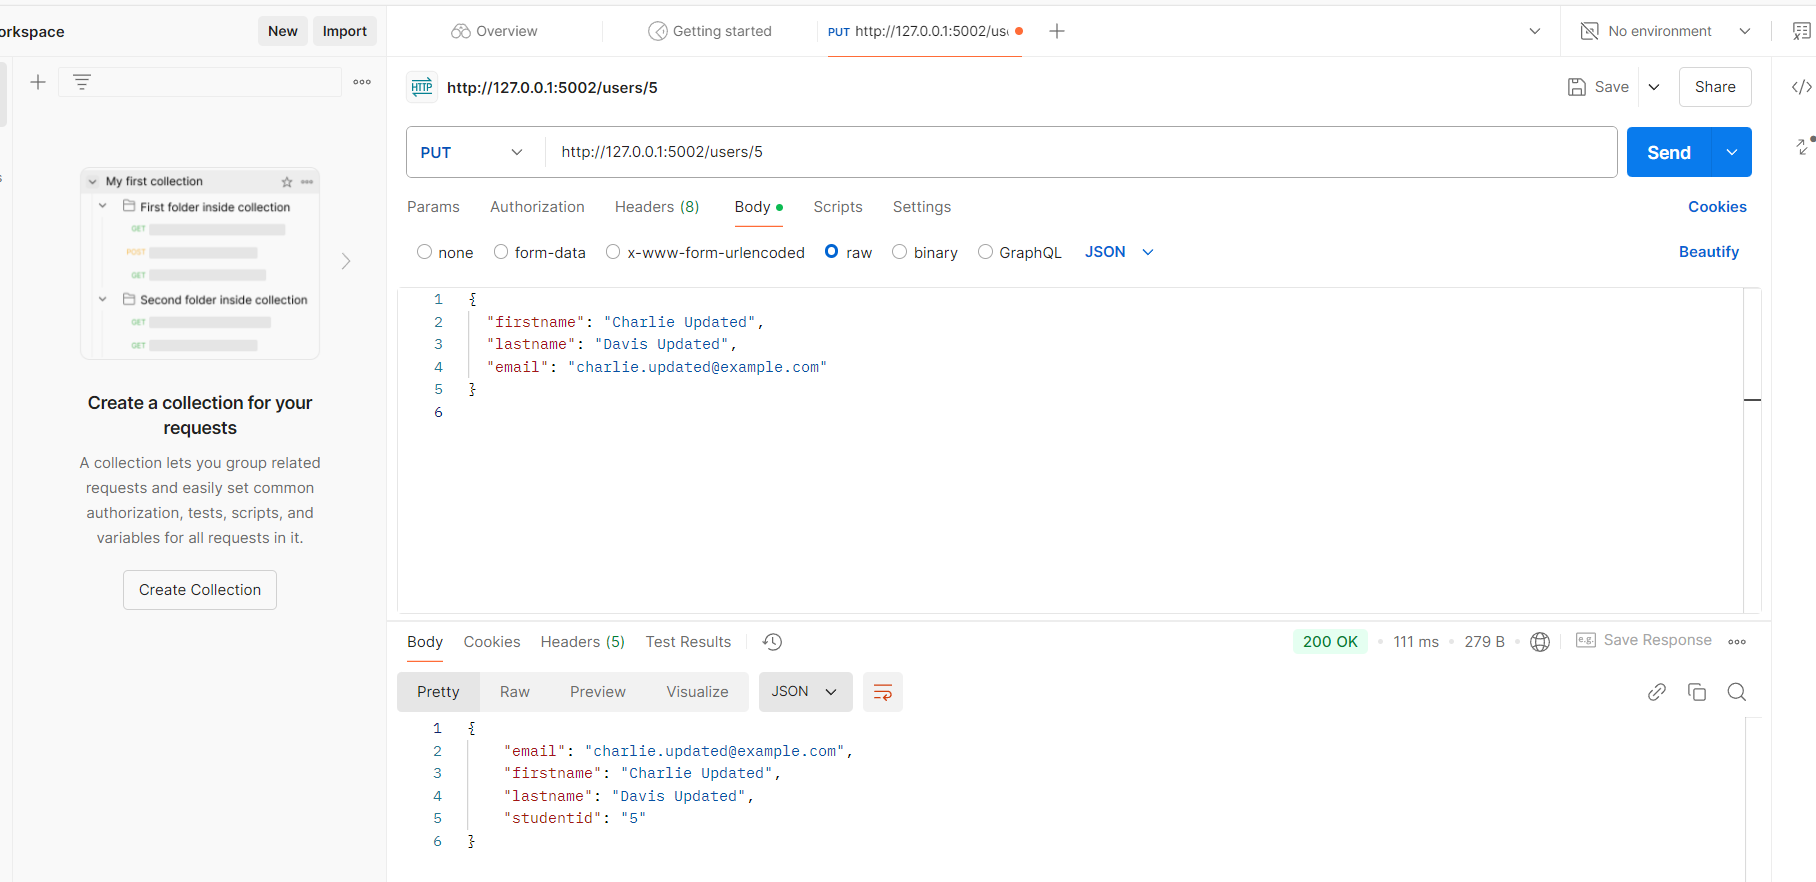 orkspace
New
Import
Overview
Getting started
PUT http://127.0.0.1:5002/us
No environment
My first collection
First folder inside collection
GET
POST
GET
Second folder inside collection
GET
GET
Create a collection for your
requests
A collection lets you group related
requests and easily set common
authorization, tests, scripts, and
variables for all requests in it.
Create Collection
HTTP
http://127.0.0.1:5002/users/5
Save
Share
PUT
http://127.0.0.1:5002/users/5
Send
Params
Authorization
Headers (8)
Body
Scripts
Settings
Cookies
none
form-data
x-www-form-urlencoded
raw
binary
GraphQL
JSON
Beautify
1 {
2 "firstname": "Charlie Updated",
3 "lastname": "Davis Updated",
4 "email": "charlie.updated@example.com"
5 }
6
Body
Cookies
Headers (5)
Test Results
200 OK
111 ms
279 B
e.g.
Save Response
Pretty
Raw
Preview
Visualize
JSON
1 {
2 "email": "charlie.updated@example.com",
3 "firstname": "Charlie Updated",
4 "lastname": "Davis Updated",
5 "studentid": "5"
6 }